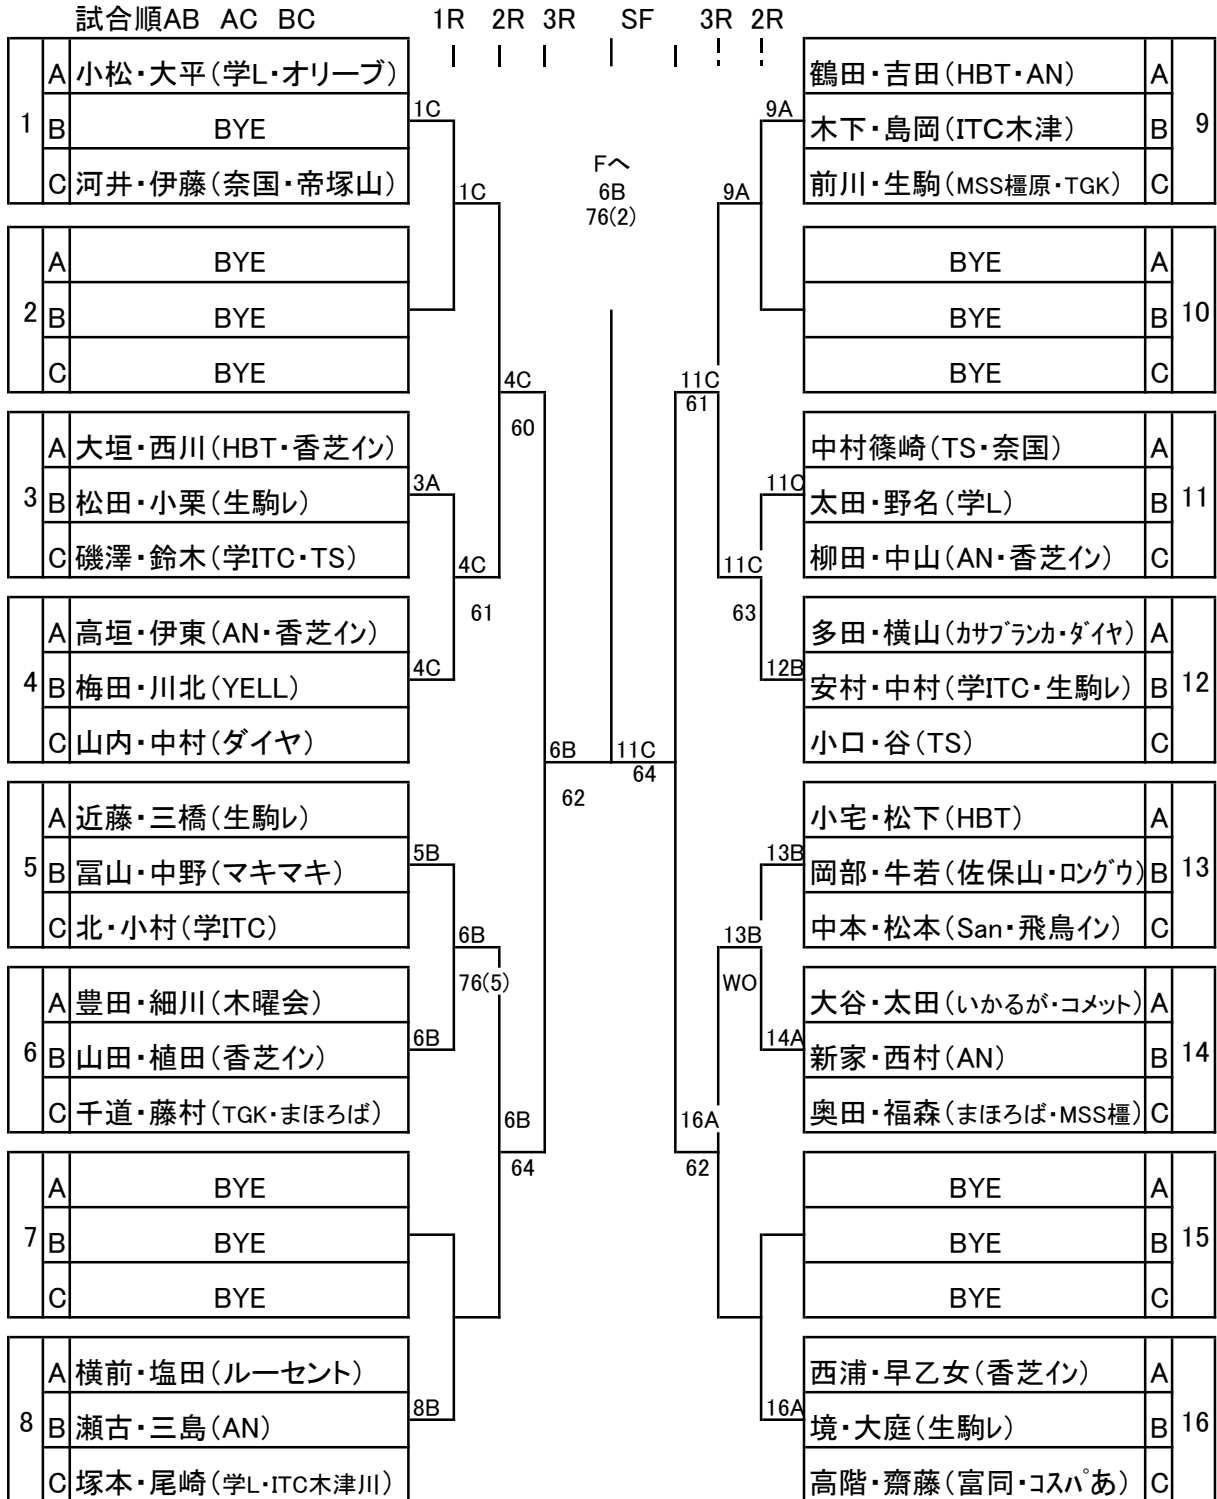 試合順AB AC BC 1R 2R 3R SF 3R 2R
1
A 小松・大平(学L・オリーブ)
B BYE
C 河井・伊藤(奈国・帝塚山)
1C
1C
2
A BYE
B BYE
C BYE
4C
60
3
A 大垣・西川(HBT・香芝イン)
B 松田・小栗(生駒レ)
C 磯澤・鈴木(学ITC・TS)
3A
4C
61
4
A 高垣・伊東(AN・香芝イン)
B 梅田・川北(YELL)
C 山内・中村(ダイヤ)
4C
6B
62
5
A 近藤・三橋(生駒レ)
B 冨山・中野(マキマキ)
C 北・小村(学ITC)
5B
6B
76(5)
6
A 豊田・細川(木曜会)
B 山田・植田(香芝イン)
C 千道・藤村(TGK・まほろば)
6B
6B
64
7
A BYE
B BYE
C BYE
8
A 横前・塩田(ルーセント)
B 瀬古・三島(AN)
C 塚本・尾崎(学L・ITC木津川)
8B
Fへ
6B
76(2)
11C
64
鶴田・吉田(HBT・AN) A
木下・島岡(ITC木津) B
前川・生駒(MSS橿原・TGK) C
9
9A
9A
BYE A
BYE B
BYE C
10
11C
61
中村篠崎(TS・奈国) A
太田・野名(学L) B
柳田・中山(AN・香芝イン) C
11
11C
11C
63
多田・横山(カサブランカ・ダイヤ) A
安村・中村(学ITC・生駒レ) B
小口・谷(TS) C
12
12B
小宅・松下(HBT) A
岡部・牛若(佐保山・ロングウ) B
中本・松本(San・飛鳥イン) C
13
13B
13B
WO
大谷・太田(いかるが・コメット) A
新家・西村(AN) B
奥田・福森(まほろば・MSS橿) C
14
14A
16A
62
BYE A
BYE B
BYE C
15
西浦・早乙女(香芝イン) A
境・大庭(生駒レ) B
高階・齋藤(富同・コスパあ) C
16
16A